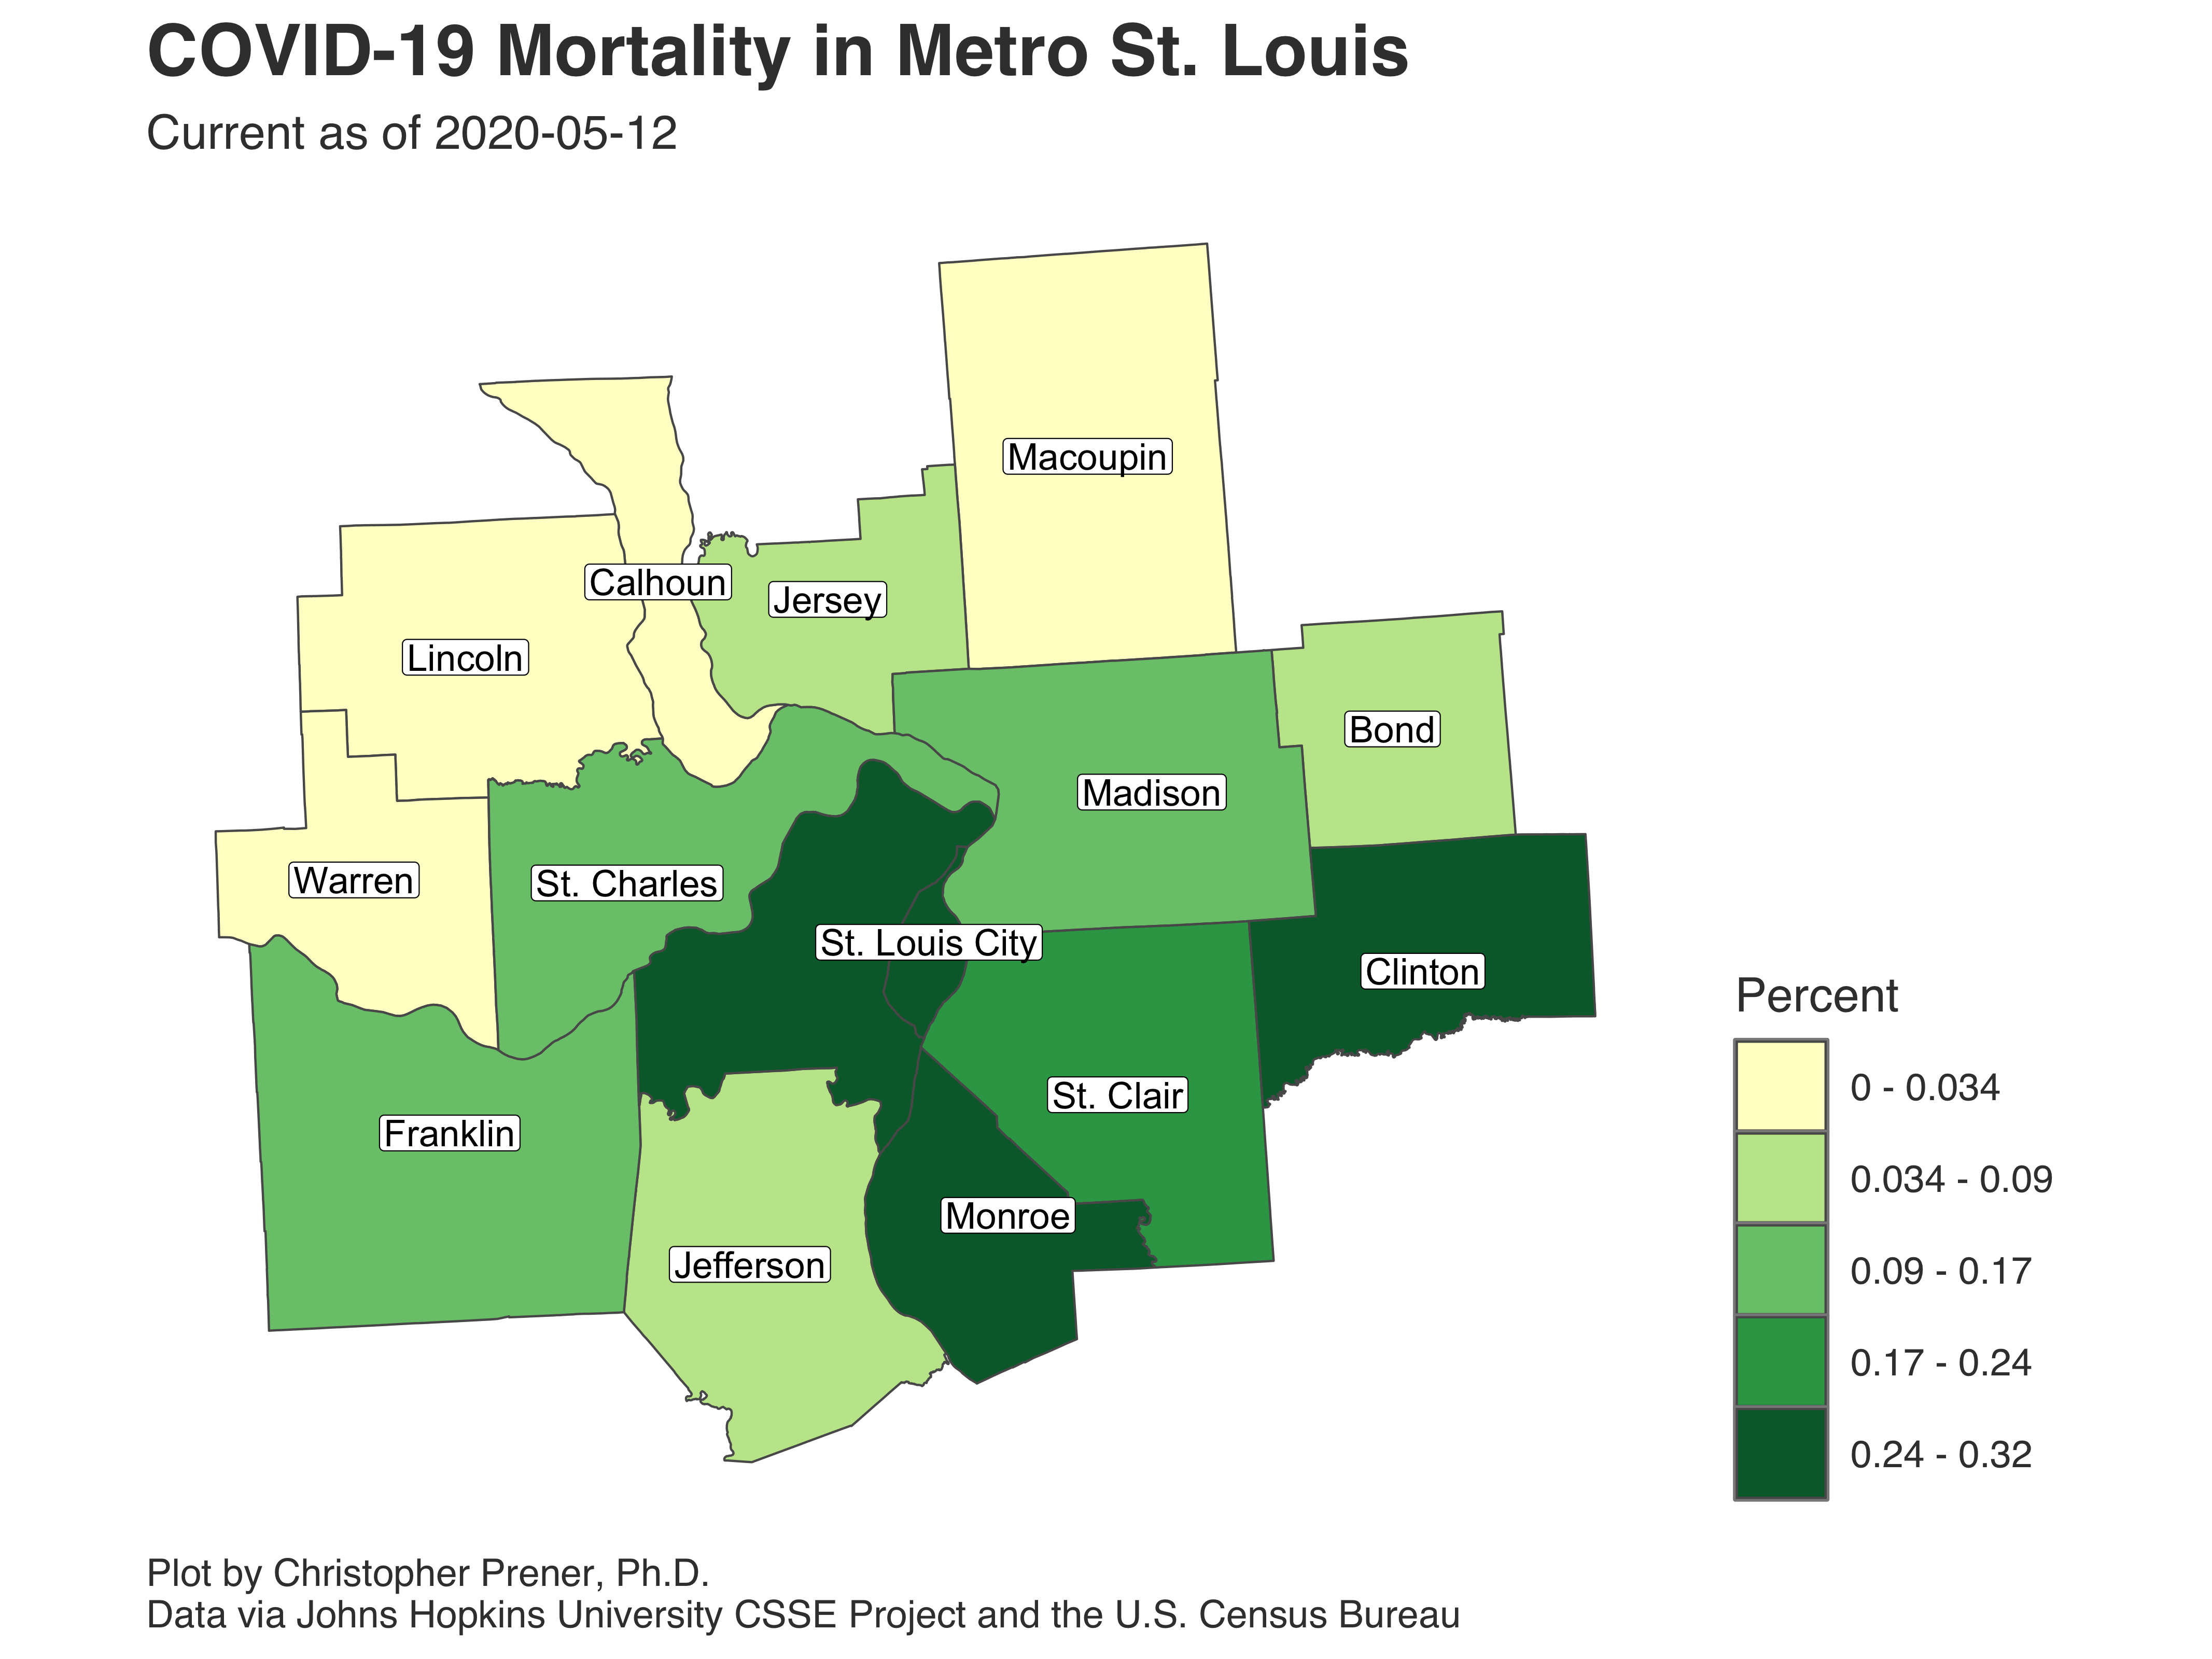 COVID-19 Mortality in Metro St. Louis
Current as of 2020-05-12
Macoupin
Calhoun
Jersey
Lincoln
Bond
Madison
Warren
St. Charles
St. Louis City
Clinton
St. Clair
Franklin
Monroe
Jefferson
Percent
0 - 0.034
0.034 - 0.09
0.09 - 0.17
0.17 - 0.24
0.24 - 0.32
Plot by Christopher Prener, Ph.D.
Data via Johns Hopkins University CSSE Project and the U.S. Census Bureau